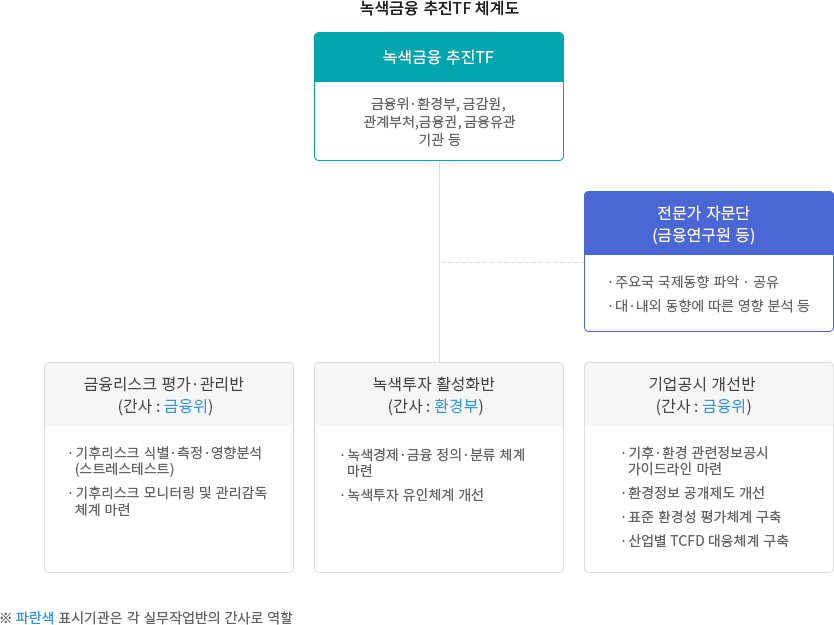 녹색금융 추진TF 체계도
녹색금융 추진TF
금융위·환경부, 금감원,
관계부처,금융권, 금융유관
기관 등
전문가 자문단
(금융연구원 등)
· 주요국 국제동향 파악 · 공유
· 대·내외 동향에 따른 영향 분석 등
금융리스크 평가·관리반
(간사 : 금융위)
· 기후리스크 식별·측정·영향분석
(스트레스테스트)
· 기후리스크 모니터링 및 관리감독
체계 마련
녹색투자 활성화반
(간사 : 환경부)
· 녹색경제·금융 정의·분류 체계
마련
· 녹색투자 유인체계 개선
기업공시 개선반
(간사 : 금융위)
· 기후·환경 관련정보공시
가이드라인 마련
· 환경정보 공개제도 개선
· 표준 환경성 평가체계 구축
· 산업별 TCFD 대응체계 구축
※ 파란색 표시기관은 각 실무작업반의 간사로 역할